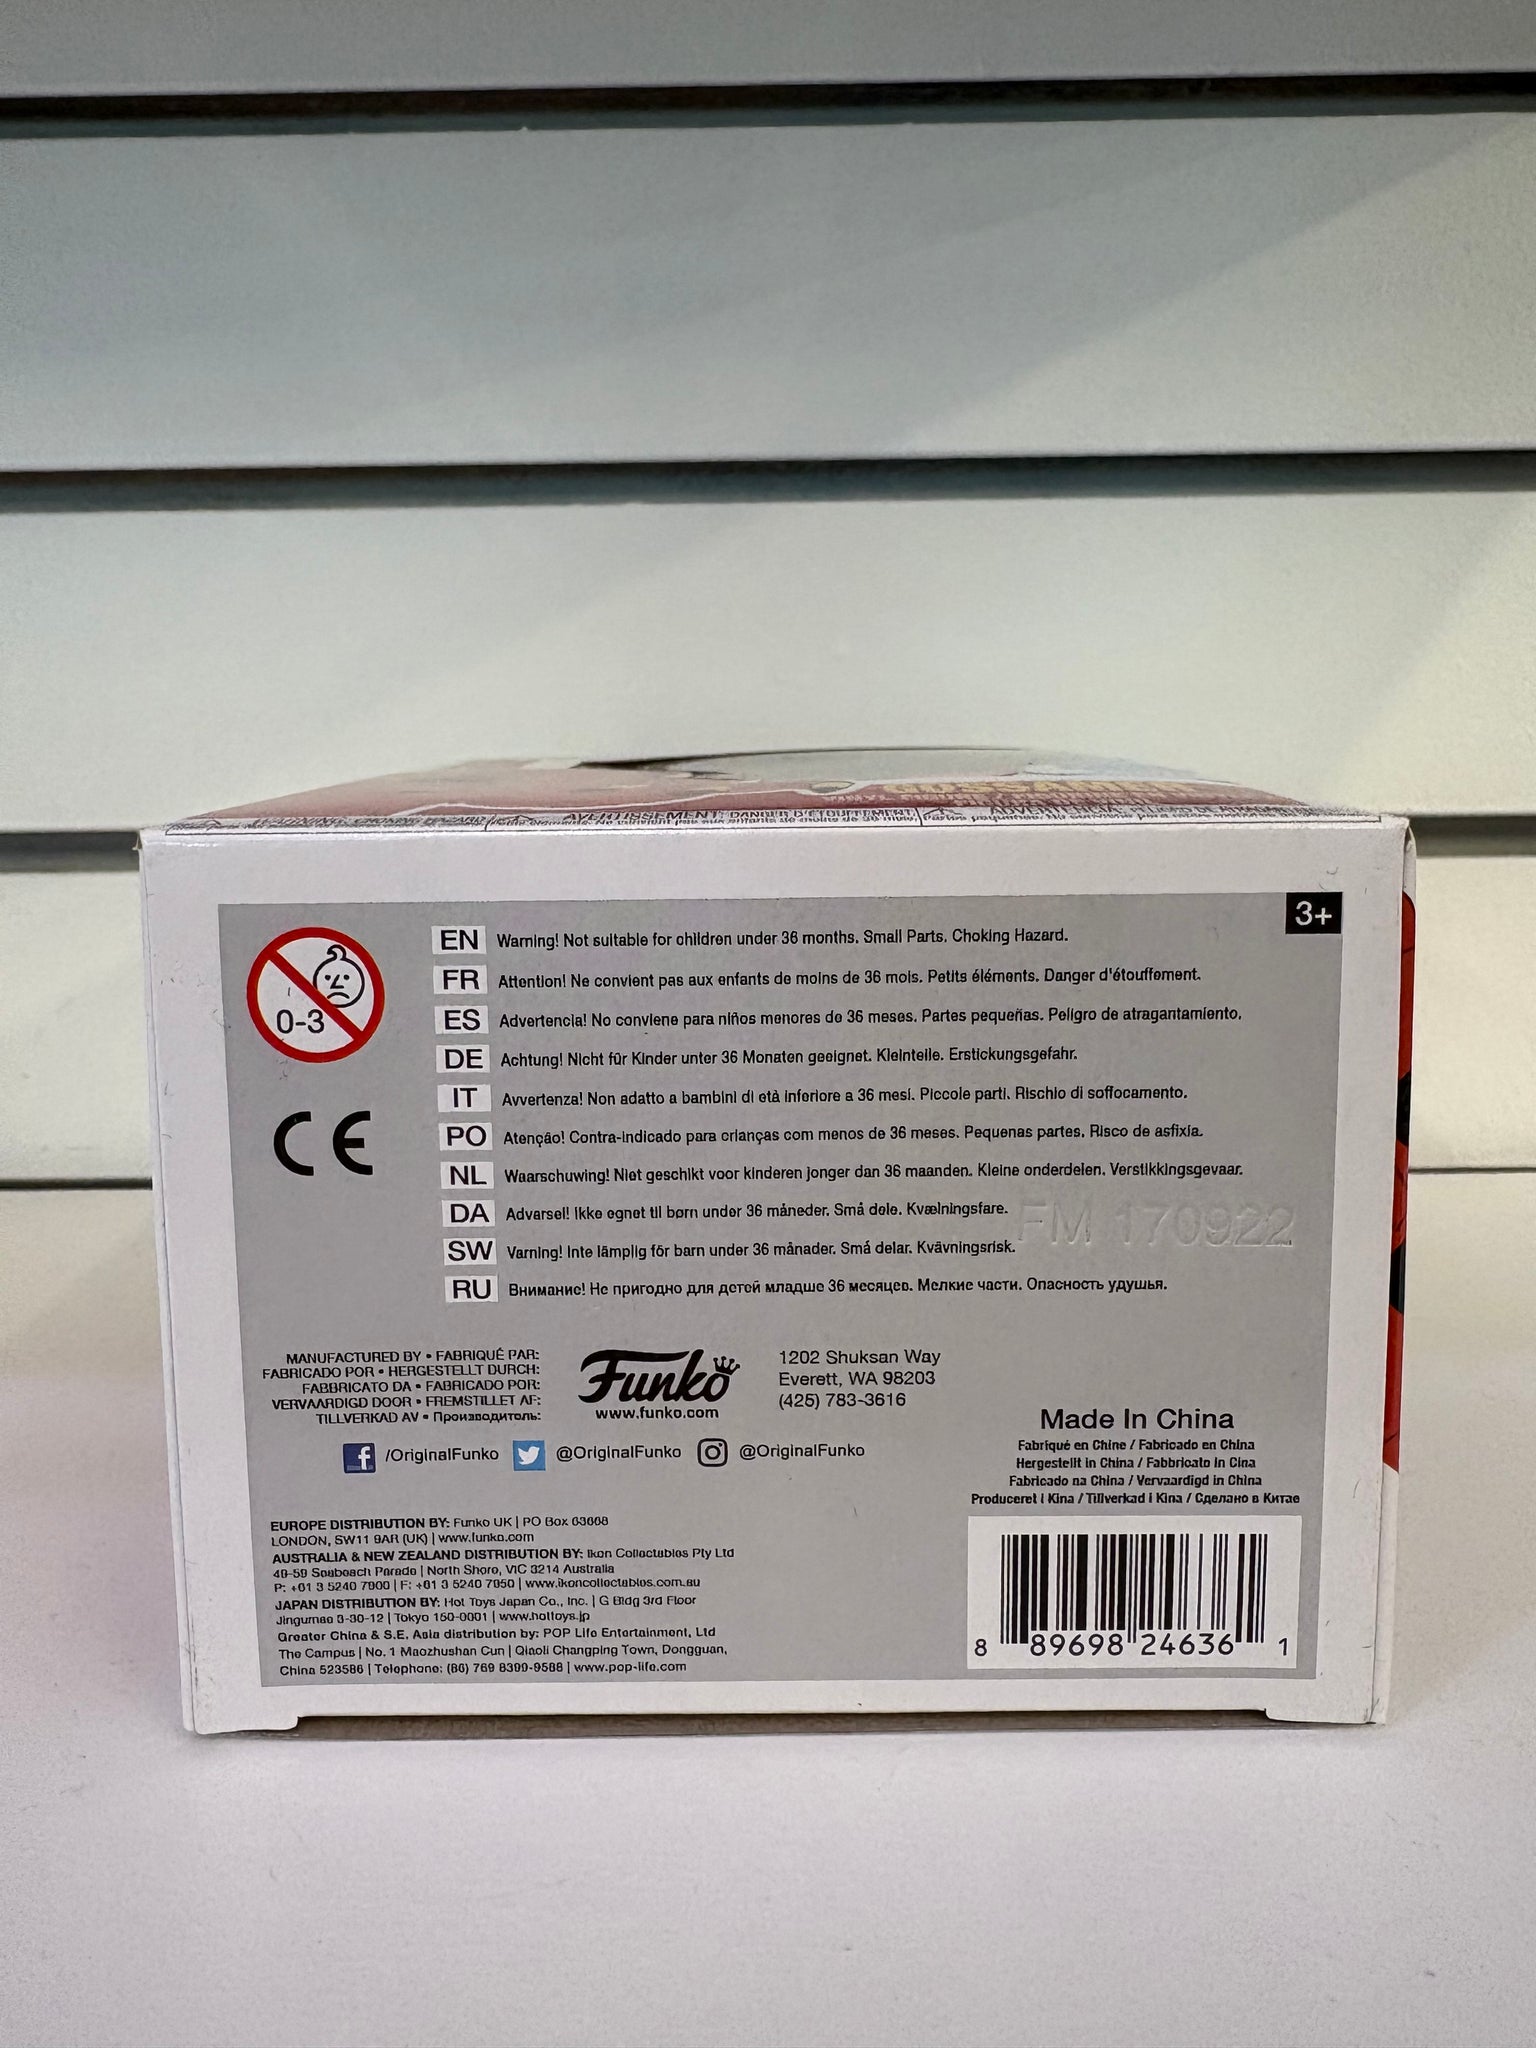 AVERTISSEMENT: DANGER D'ÉTOUFFEMENT.
3+
0-3
CE
EN Warning! Not suitable for children under 36 months. Small Parts. Choking Hazard.
FR Attention! Ne convient pas aux enfants de moins de 36 mois. Petits éléments. Danger d'étouffement.
ES Advertencia! No conviene para niños menores de 36 meses. Partes pequeñas. Peligro de atragantamiento.
DE Achtung! Nicht für Kinder unter 36 Monaten geeignet. Kleinteile. Erstickungsgefahr.
IT Avvertenza! Non adatto a bambini di età inferiore a 36 mesi. Piccole parti. Rischio di soffocamento.
PO Atenção! Contra-indicado para crianças com menos de 36 meses. Pequenas partes. Risco de asfixia.
NL Waarschuwing! Niet geschikt voor kinderen jonger dan 36 maanden. Kleine onderdelen. Verstikkingsgevaar.
DA Advarsel! Ikke egnet til børn under 36 måneder. Små dele. Kvælningsfare.
FM 170922
SW Varning! Inte lämplig för barn under 36 månader. Små delar. Kvävningsrisk.
RU Внимание! Не пригодно для детей младше 36 месяцев. Мелкие части. Опасность удушья.
MANUFACTURED BY • FABRIQUÉ PAR:
FABRICADO POR • HERGESTELLT DURCH:
FABBRICATO DA • FABRICADO POR:
VERVAARDIGD DOOR • FREMSTILLET AF:
TILLVERKAD AV • Производитель:
Funko
www.funko.com
1202 Shuksan Way
Everett, WA 98203
(425) 783-3616
/OriginalFunko @OriginalFunko @OriginalFunko
Made In China
Fabriqué en Chine / Fabricado en China
Hergestellt in China / Fabbricato in Cina
Fabricado na China / Vervaardigd in China
Produceret i Kina / Tillverkad i Kina / Сделано в Китае
EUROPE DISTRIBUTION BY: Funko UK | PO Box 63668
LONDON, SW11 9AR (UK) | www.funko.com
AUSTRALIA & NEW ZEALAND DISTRIBUTION BY: Ikon Collectables Pty Ltd
49-59 Seabeach Parade | North Shore, VIC 3214 Australia
P: +61 3 5240 7900 | F: +61 3 5240 7950 | www.ikoncollectables.com.au
JAPAN DISTRIBUTION BY: Hot Toys Japan Co., Inc. | G Bldg 3rd Floor
Jingumae 3-30-12 | Tokyo 150-0001 | www.hottoys.jp
Greater China & S.E. Asia distribution by: POP Life Entertainment, Ltd
The Campus | No. 1 Maozhushan Cun | Qiaoli Changping Town, Dongguan,
China 523586 | Telephone: (86) 769 8399-9588 | www.pop-life.com
8 89698 24636 1